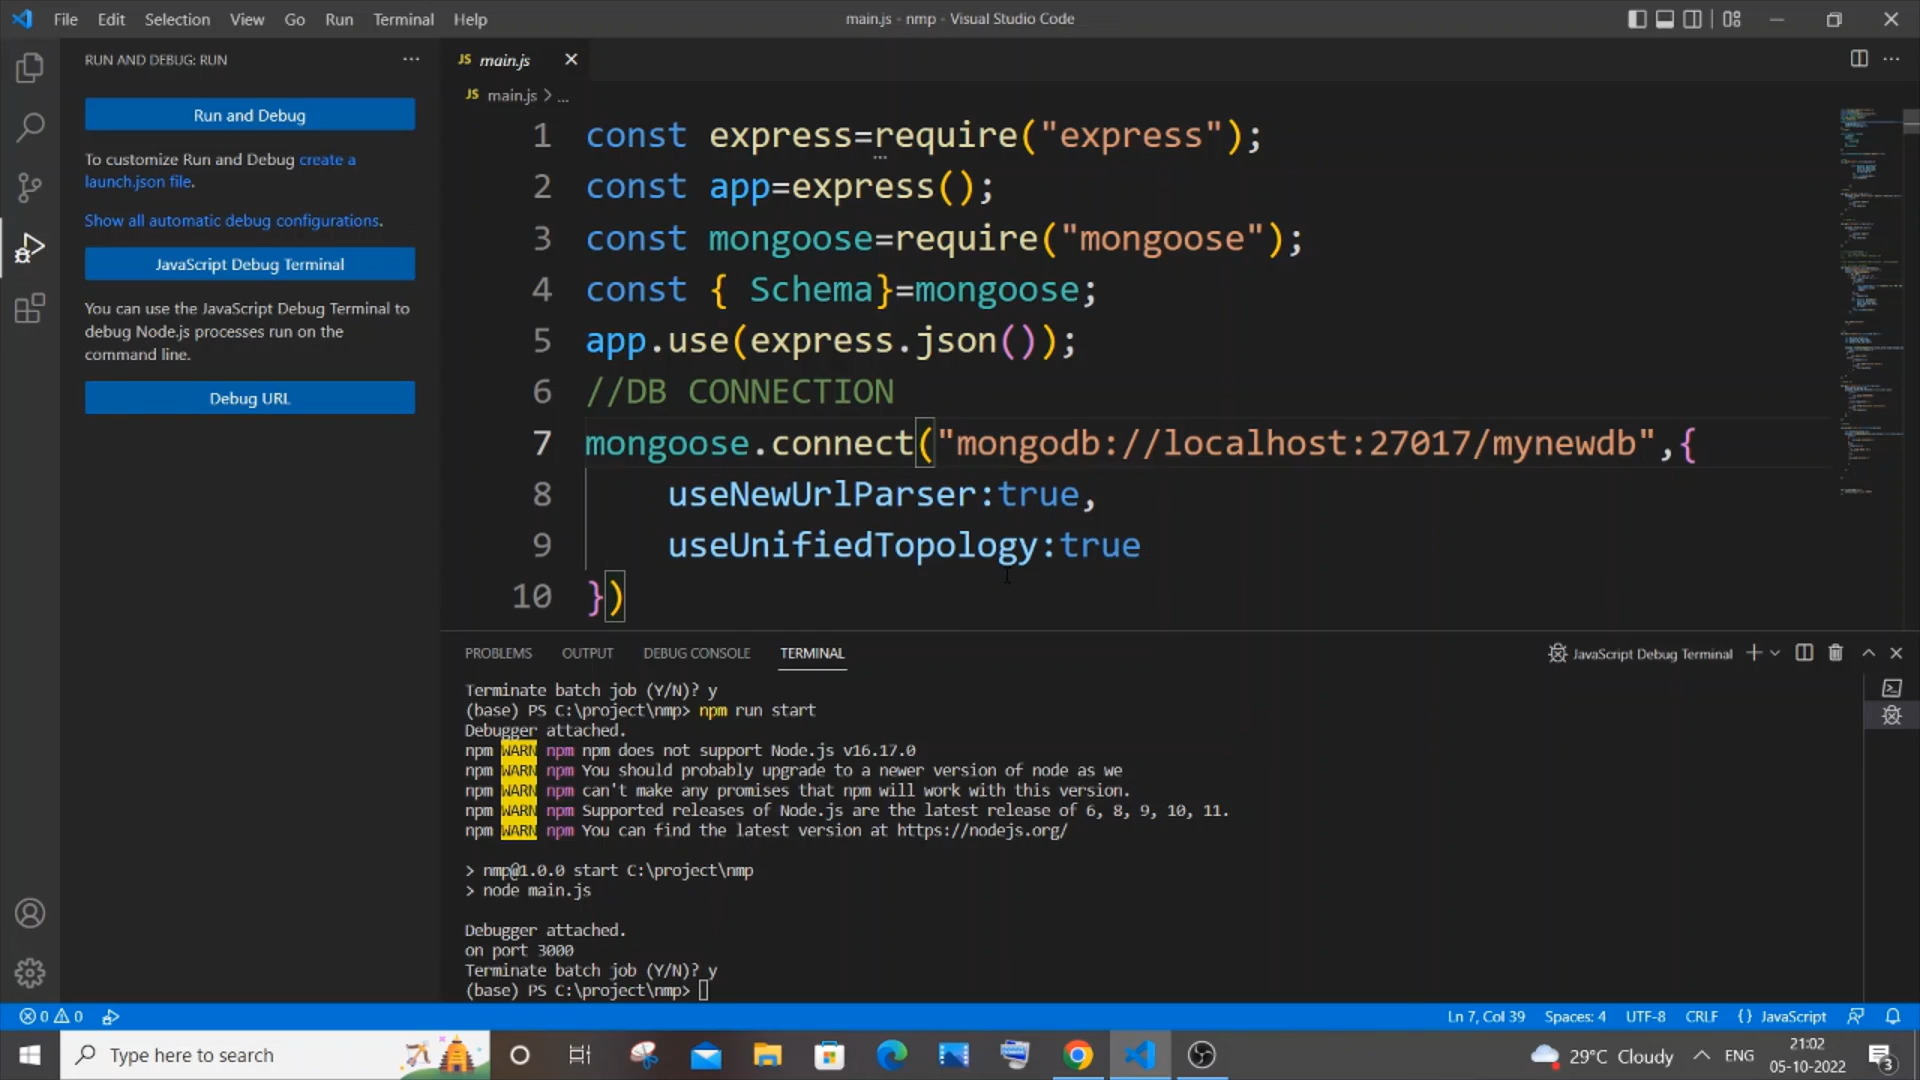 File Edit Selection View Go Run Terminal Help
main.js - nmp - Visual Studio Code
RUN AND DEBUG: RUN
Run and Debug
To customize Run and Debug create a
launch.json file.
Show all automatic debug configurations.
JavaScript Debug Terminal
You can use the JavaScript Debug Terminal to
debug Node.js processes run on the
command line.
Debug URL
JS main.js
JS main.js > ...
1 const express=require("express");
2 const app=express();
3 const mongoose=require("mongoose");
4 const { Schema}=mongoose;
5 app.use(express.json());
6 //DB CONNECTION
7 mongoose.connect("mongodb://localhost:27017/mynewdb",{
8 useNewUrlParser:true,
9 useUnifiedTopology:true
10 })
PROBLEMS OUTPUT DEBUG CONSOLE TERMINAL
JavaScript Debug Terminal
Terminate batch job (Y/N)? y
(base) PS C:\project\nmp> npm run start
Debugger attached.
npm WARN npm npm does not support Node.js v16.17.0
npm WARN npm You should probably upgrade to a newer version of node as we
npm WARN npm can't make any promises that npm will work with this version.
npm WARN npm Supported releases of Node.js are the latest release of 6, 8, 9, 10, 11.
npm WARN npm You can find the latest version at https://nodejs.org/
> nmp@1.0.0 start C:\project\nmp
> node main.js
Debugger attached.
on port 3000
Terminate batch job (Y/N)? y
(base) PS C:\project\nmp>
0 0
Ln 7, Col 39 Spaces: 4 UTF-8 CRLF {} JavaScript
Type here to search
29°C Cloudy
ENG
21:02
05-10-2022
3